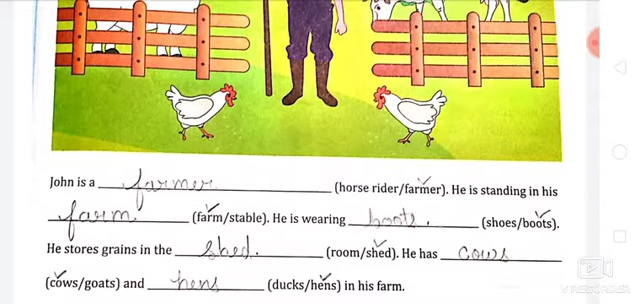 John is a farmer (horse rider/farmer). He is standing in his
farm (farm/stable). He is wearing boots. (shoes/boots).
He stores grains in the shed. (room/shed). He has cows
(cows/goats) and hens (ducks/hens) in his farm.
V RECORDER